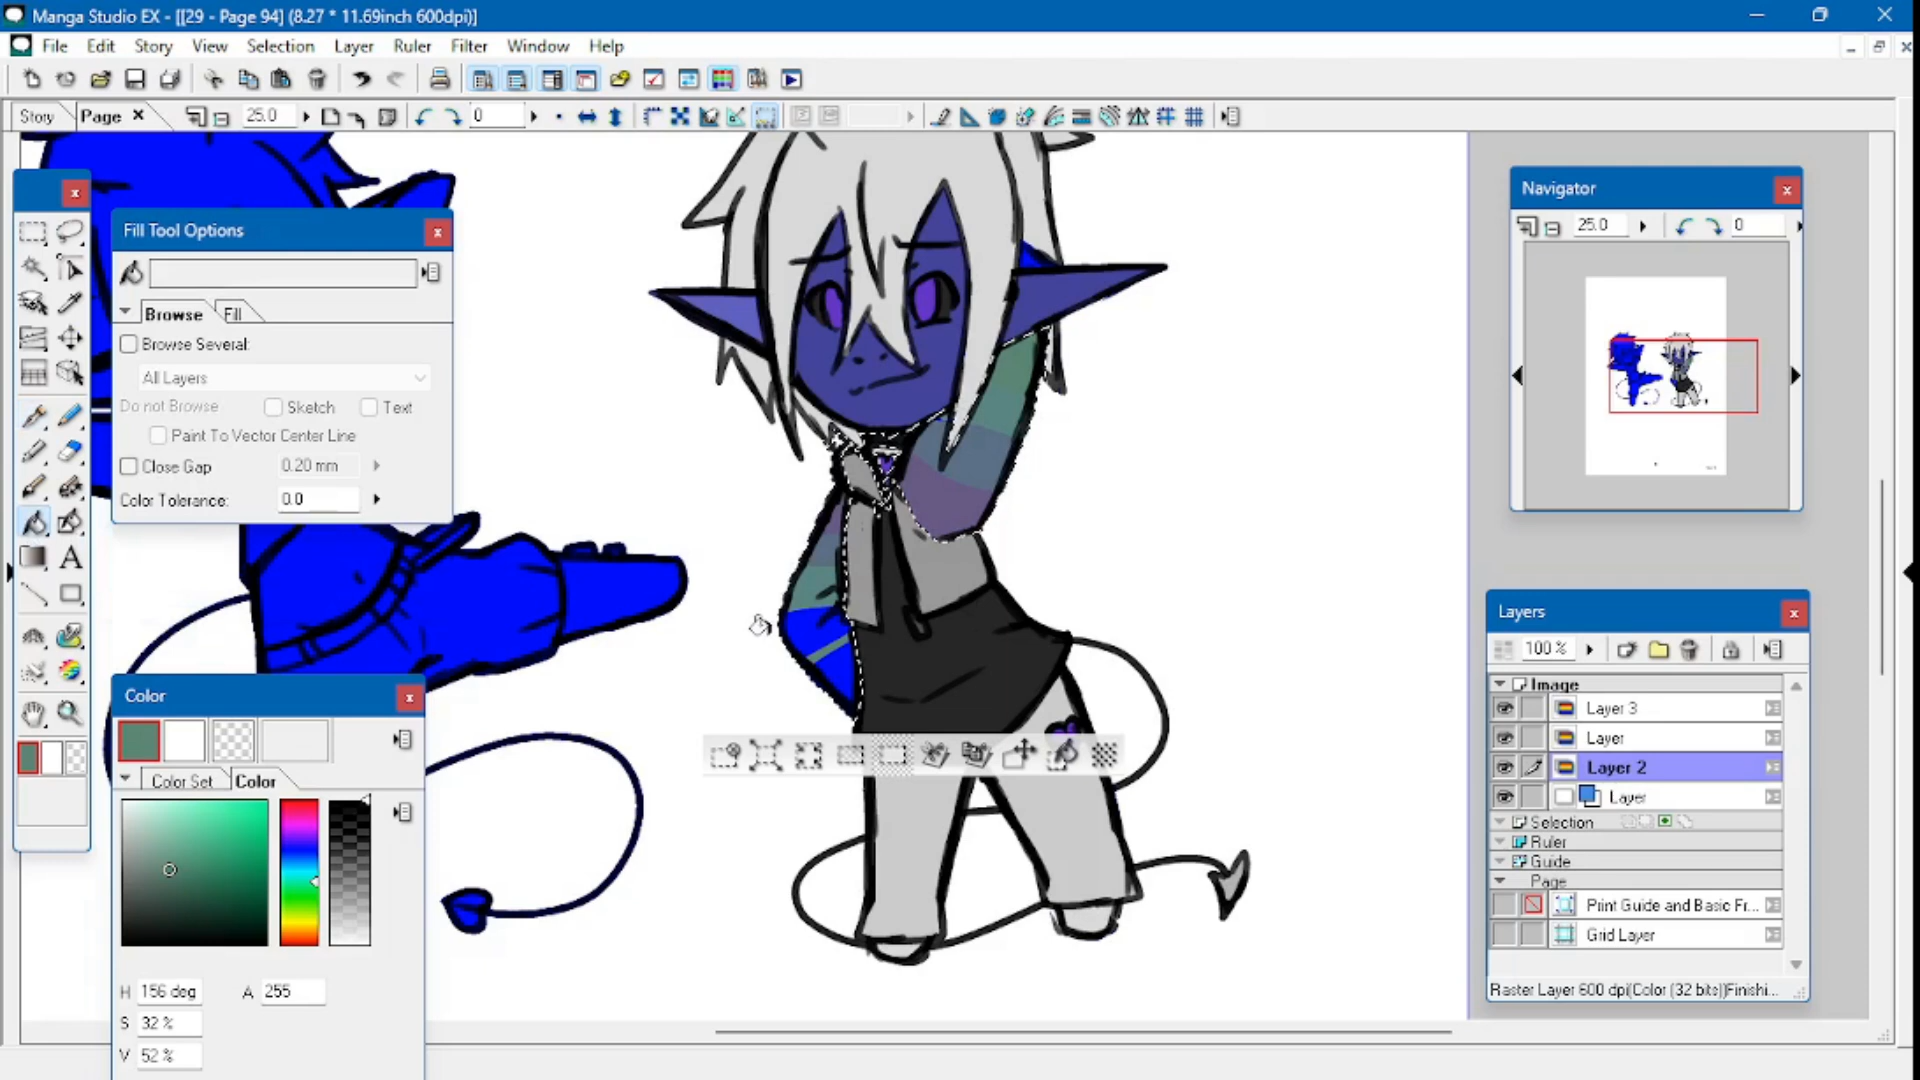 Manga Studio EX - [[29 - Page 94] (8.27 * 11.69inch 600dpi)]
File Edit Story View Selection Layer Ruler Filter Window Help
Story Page 25.0 0
Fill Tool Options
Browse Fill
Browse Several:
All Layers
Do not Browse Sketch Text
Paint To Vector Center Line
Close Gap 0.20 mm
Color Tolerance: 0.0
A
Color
Color Set Color
H 156 deg A 255
S 32 %
V 52 %
Navigator
25.0 0
Layers
100 %
Image
Layer 3
Layer
Layer 2
Layer
Selection
Ruler
Guide
Page
Print Guide and Basic Fr...
Grid Layer
Raster Layer 600 dpi(Color (32 bits))Finishi...